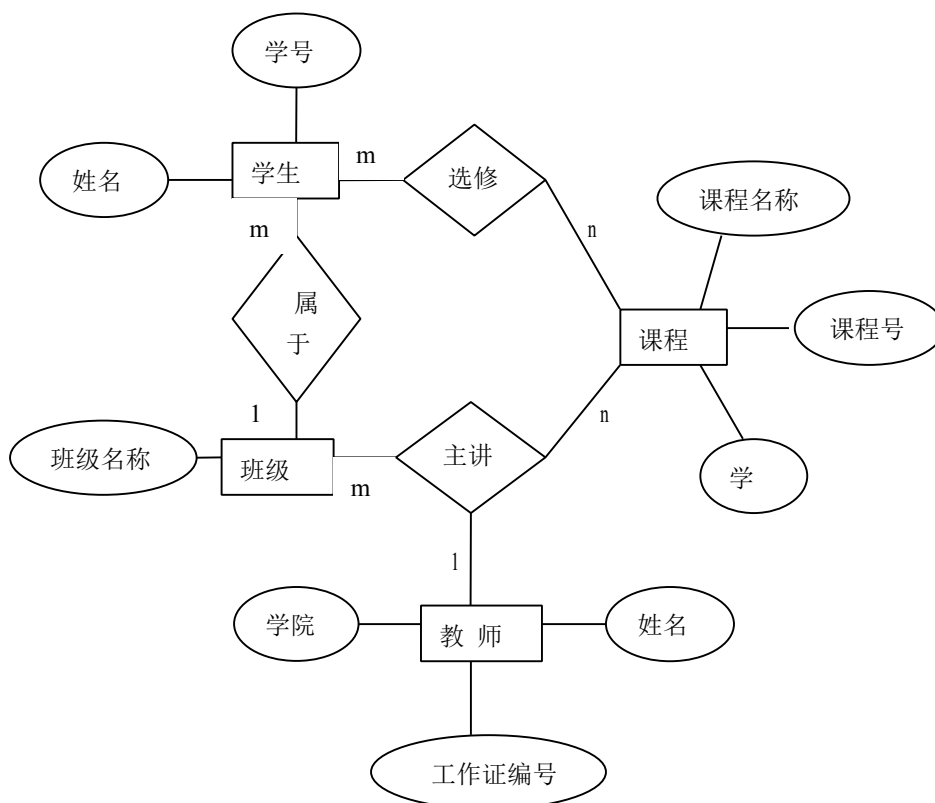 学号
姓名
学生
m
选修
课程名称
m
n
属
于
课程
课程号
1
n
班级名称
班级
m
主讲
学
1
学院
教 师
姓名
工作证编号